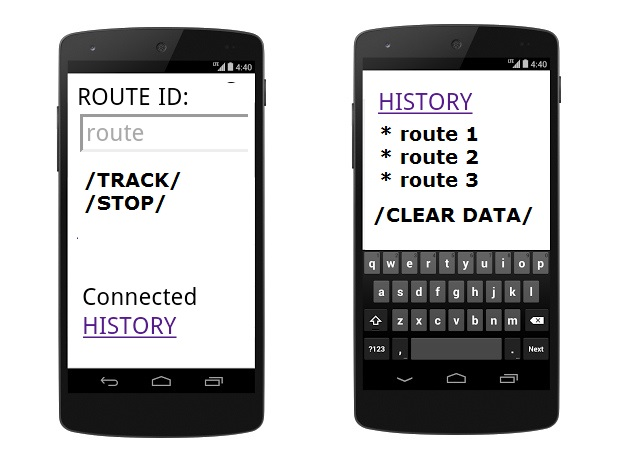 LTE 4:40
ROUTE ID:
route
/TRACK/
/STOP/
Connected
HISTORY
LTE 4:40
HISTORY
* route 1
* route 2
* route 3
/CLEAR DATA/
q w e r t y u i o p
a s d f g h j k l
z x c v b n m
?123 , . Next